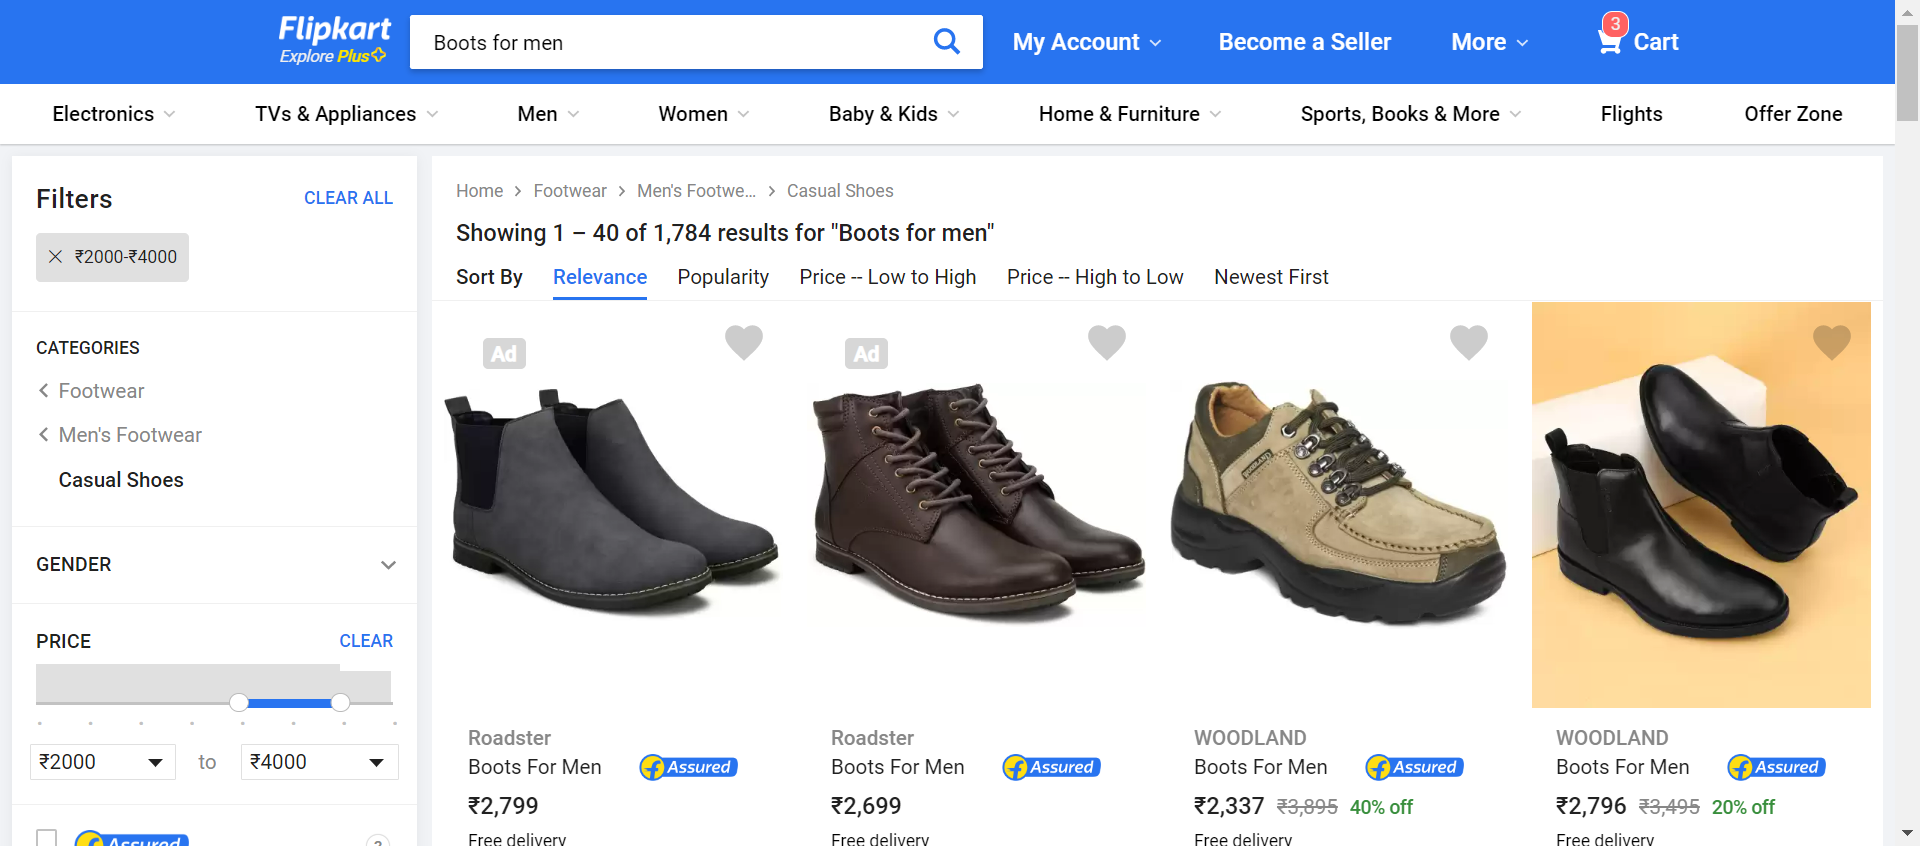 Flipkart
Explore Plus
Boots for men
My Account
Become a Seller
More
3
Cart
Electronics
TVs & Appliances
Men
Women
Baby & Kids
Home & Furniture
Sports, Books & More
Flights
Offer Zone
Filters
CLEAR ALL
₹2000-₹4000
CATEGORIES
Footwear
Men's Footwear
Casual Shoes
GENDER
PRICE
CLEAR
₹2000
to
₹4000
Assured
?
Home
Footwear
Men's Footwe...
Casual Shoes
Showing 1 – 40 of 1,784 results for "Boots for men"
Sort By
Relevance
Popularity
Price -- Low to High
Price -- High to Low
Newest First
Ad
Roadster
Boots For Men
Assured
₹2,799
Free delivery
Ad
Roadster
Boots For Men
Assured
₹2,699
Free delivery
WOODLAND
WOODLAND
Boots For Men
Assured
₹2,337 ₹3,895 40% off
Free delivery
WOODLAND
Boots For Men
Assured
₹2,796 ₹3,495 20% off
Free delivery